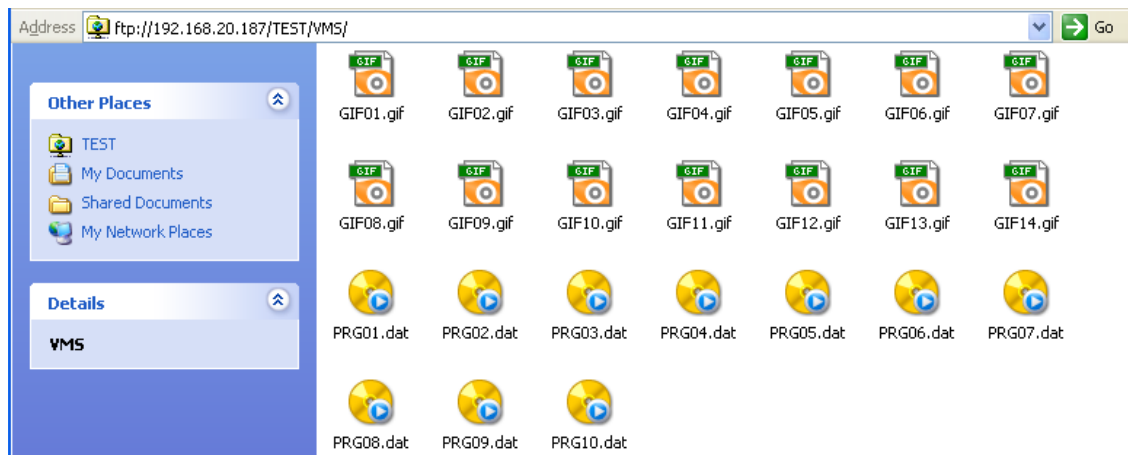 Address ftp://192.168.20.187/TEST/VMS/ Go
Other Places
TEST
My Documents
Shared Documents
My Network Places
Details
VMS
GIF GIF GIF GIF GIF GIF GIF
GIF01.gif GIF02.gif GIF03.gif GIF04.gif GIF05.gif GIF06.gif GIF07.gif
GIF GIF GIF GIF GIF GIF GIF
GIF08.gif GIF09.gif GIF10.gif GIF11.gif GIF12.gif GIF13.gif GIF14.gif
PRG01.dat PRG02.dat PRG03.dat PRG04.dat PRG05.dat PRG06.dat PRG07.dat
PRG08.dat PRG09.dat PRG10.dat